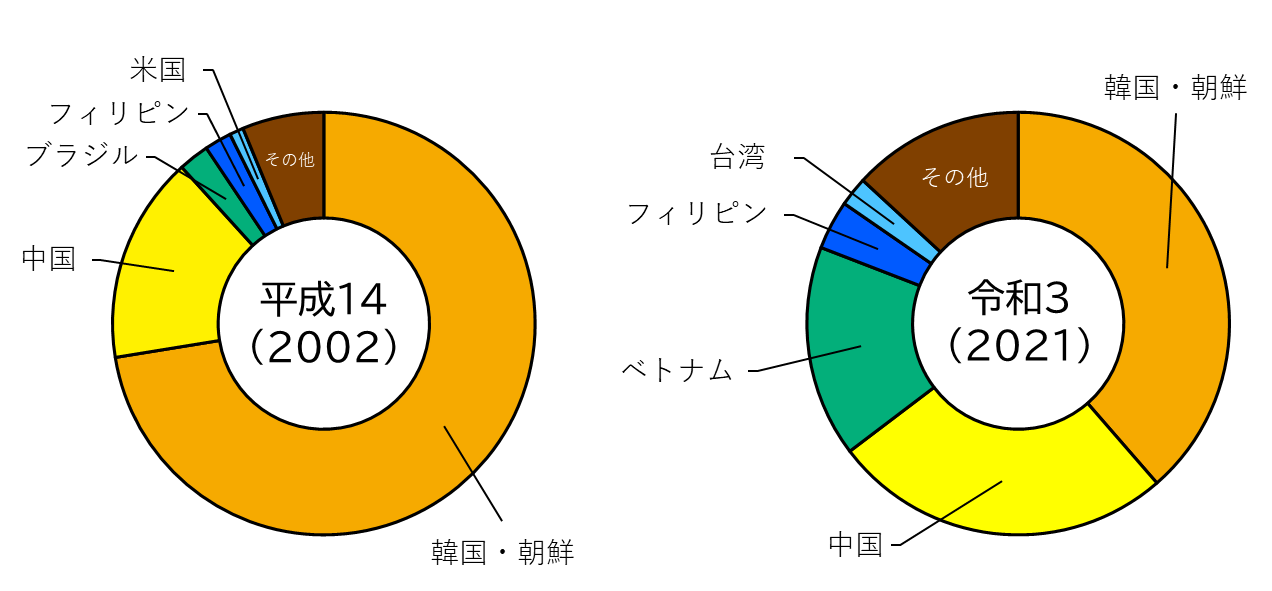 米国
フィリピン
ブラジル
その他
中国
平成14
(2002)
韓国・朝鮮
韓国・朝鮮
台湾
その他
フィリピン
令和3
(2021)
ベトナム
中国